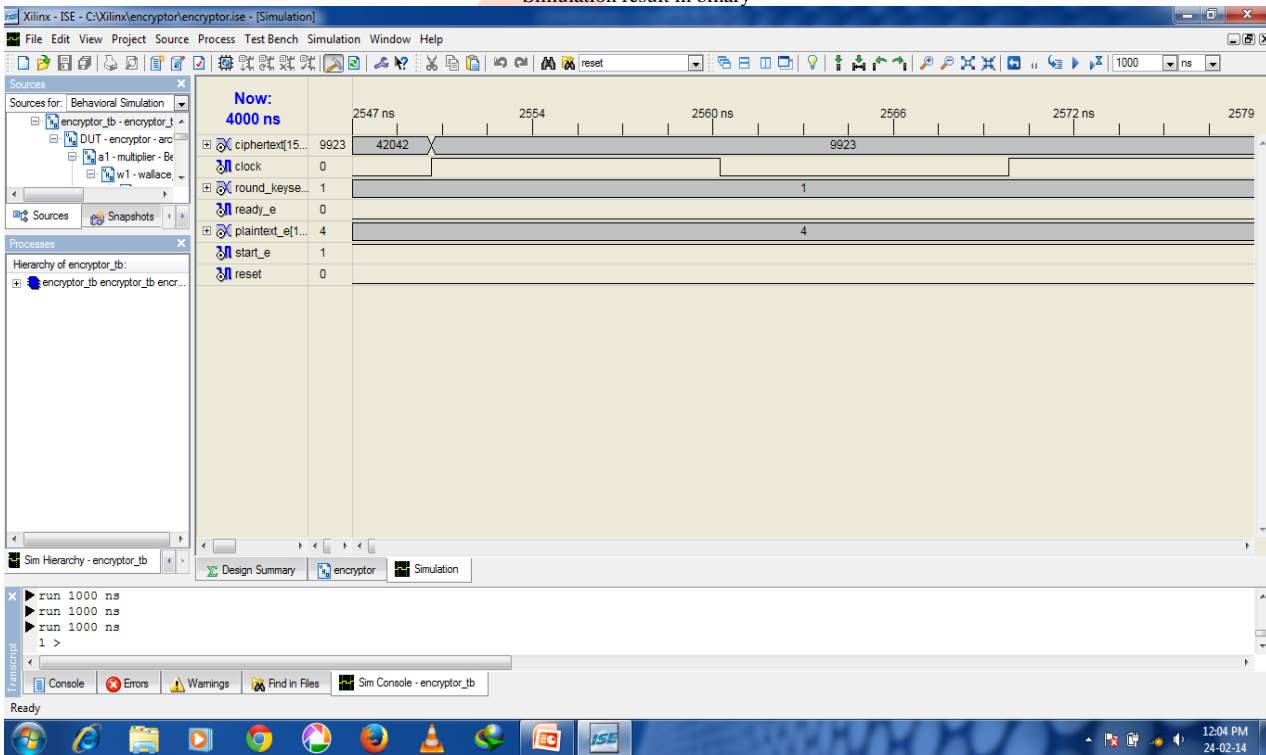 Simulation result in binary
Xilinx - ISE - C:\Xilinx\encryptor\encryptor.ise - [Simulation]
File Edit View Project Source Process Test Bench Simulation Window Help
reset 1000 ns
Sources
Sources for: Behavioral Simulation
encryptor_tb - encryptor_t
DUT - encryptor - arc
a1 - multiplier - Be
w1 - wallace_
Sources Snapshots
Processes
Hierarchy of encryptor_tb:
encryptor_tb encryptor_tb encr...
Sim Hierarchy - encryptor_tb
Now:
4000 ns
2547 ns 2554 2560 ns 2566 2572 ns 2579
ciphertext[15... 9923 42042 9923
clock 0
round_keyse... 1 1
ready_e 0
plaintext_e[1... 4 4
start_e 1
reset 0
Design Summary encryptor Simulation
run 1000 ns
run 1000 ns
run 1000 ns
1 >
Transcript
Console Errors Warnings Find in Files Sim Console - encryptor_tb
Ready
ISE
12:04 PM
24-02-14